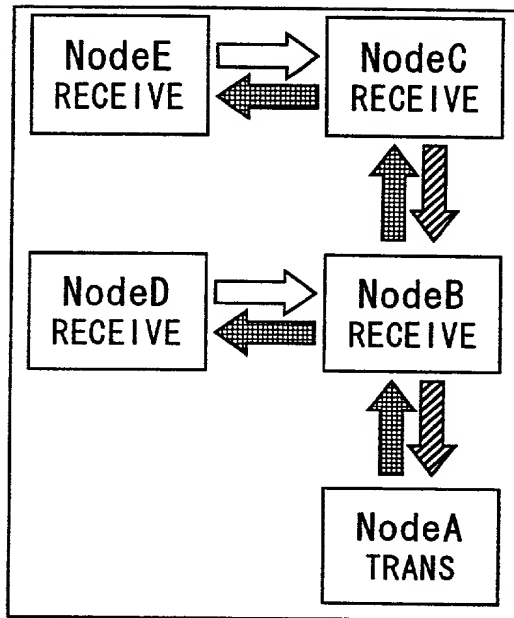 NodeE
RECEIVE
NodeC
RECEIVE
NodeD
RECEIVE
NodeB
RECEIVE
NodeA
TRANS